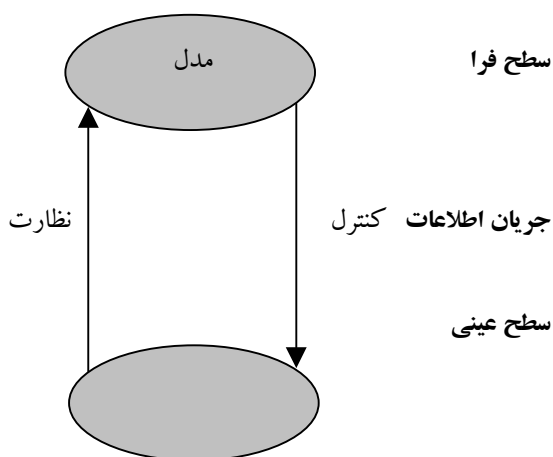 سطح فرا مدل
جریان اطلاعات کنترل نظارت
سطح عینی